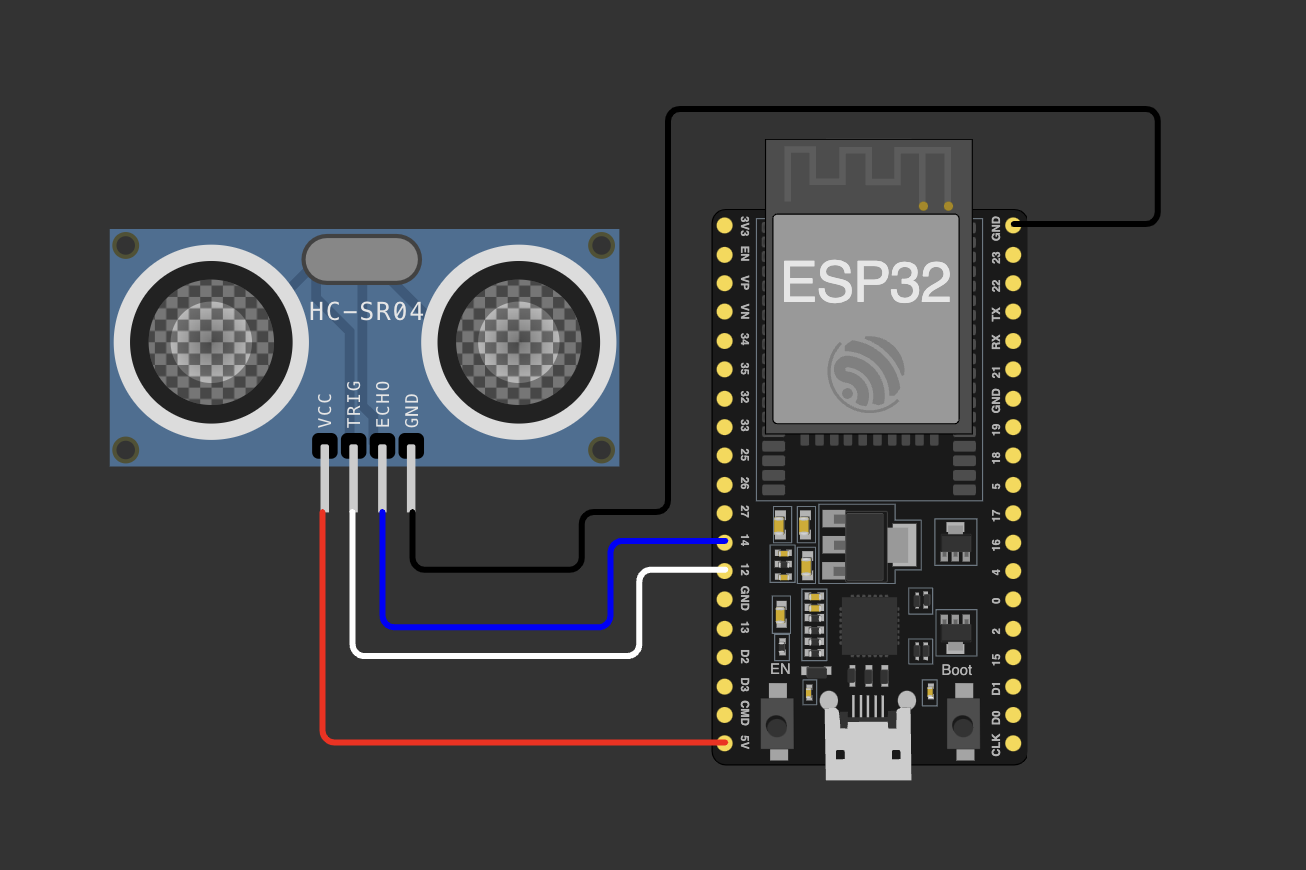 HC-SR04
VCC
TRIG
ECHO
GND
ESP32
3V3
EN
VP
VN
34
35
32
33
25
26
27
14
12
GND
13
D2
D3
CMD
5V
GND
23
22
TX
RX
21
GND
19
18
5
17
16
4
0
2
15
D1
D0
CLK
EN
Boot